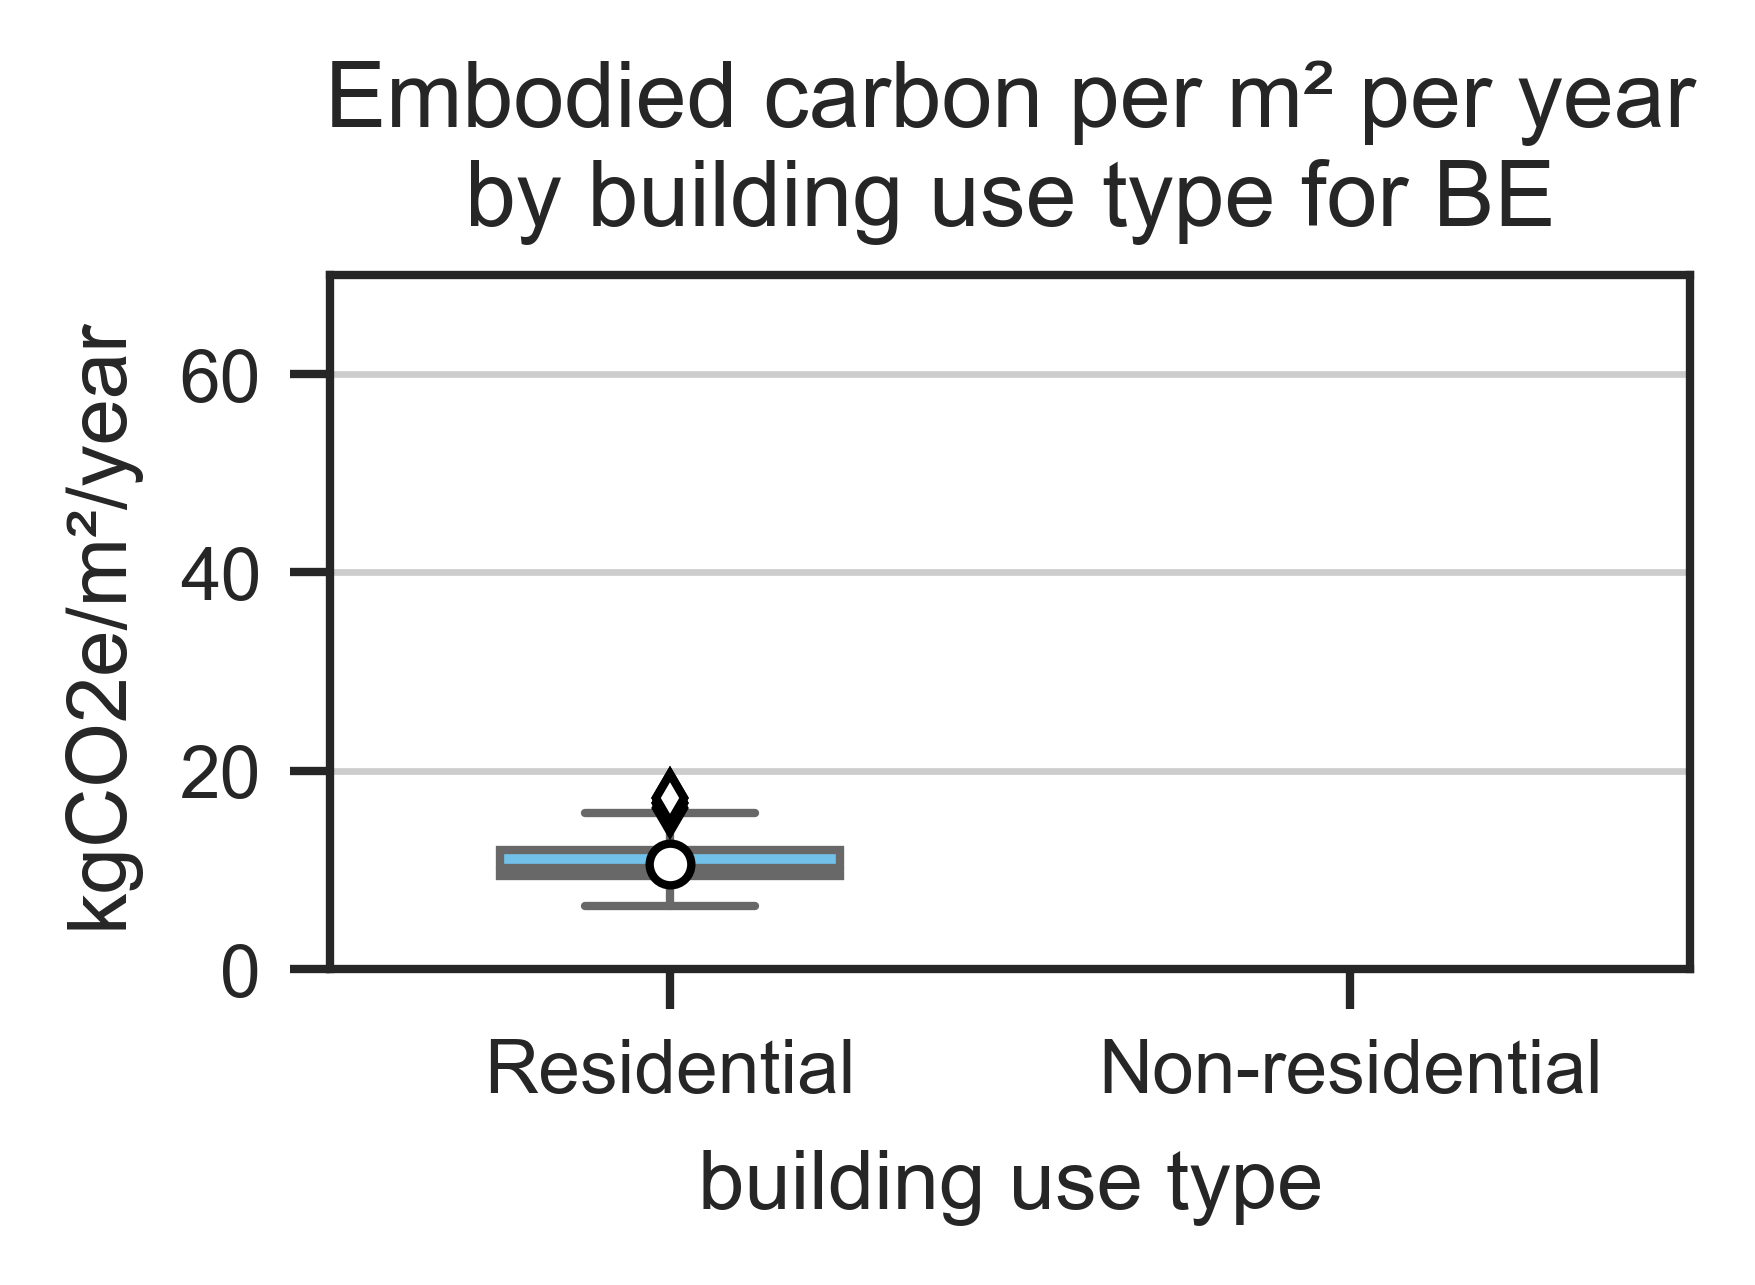 Embodied carbon per m² per year
by building use type for BE
kgCO2e/m²/year
60
40
20
0
Residential
Non-residential
building use type